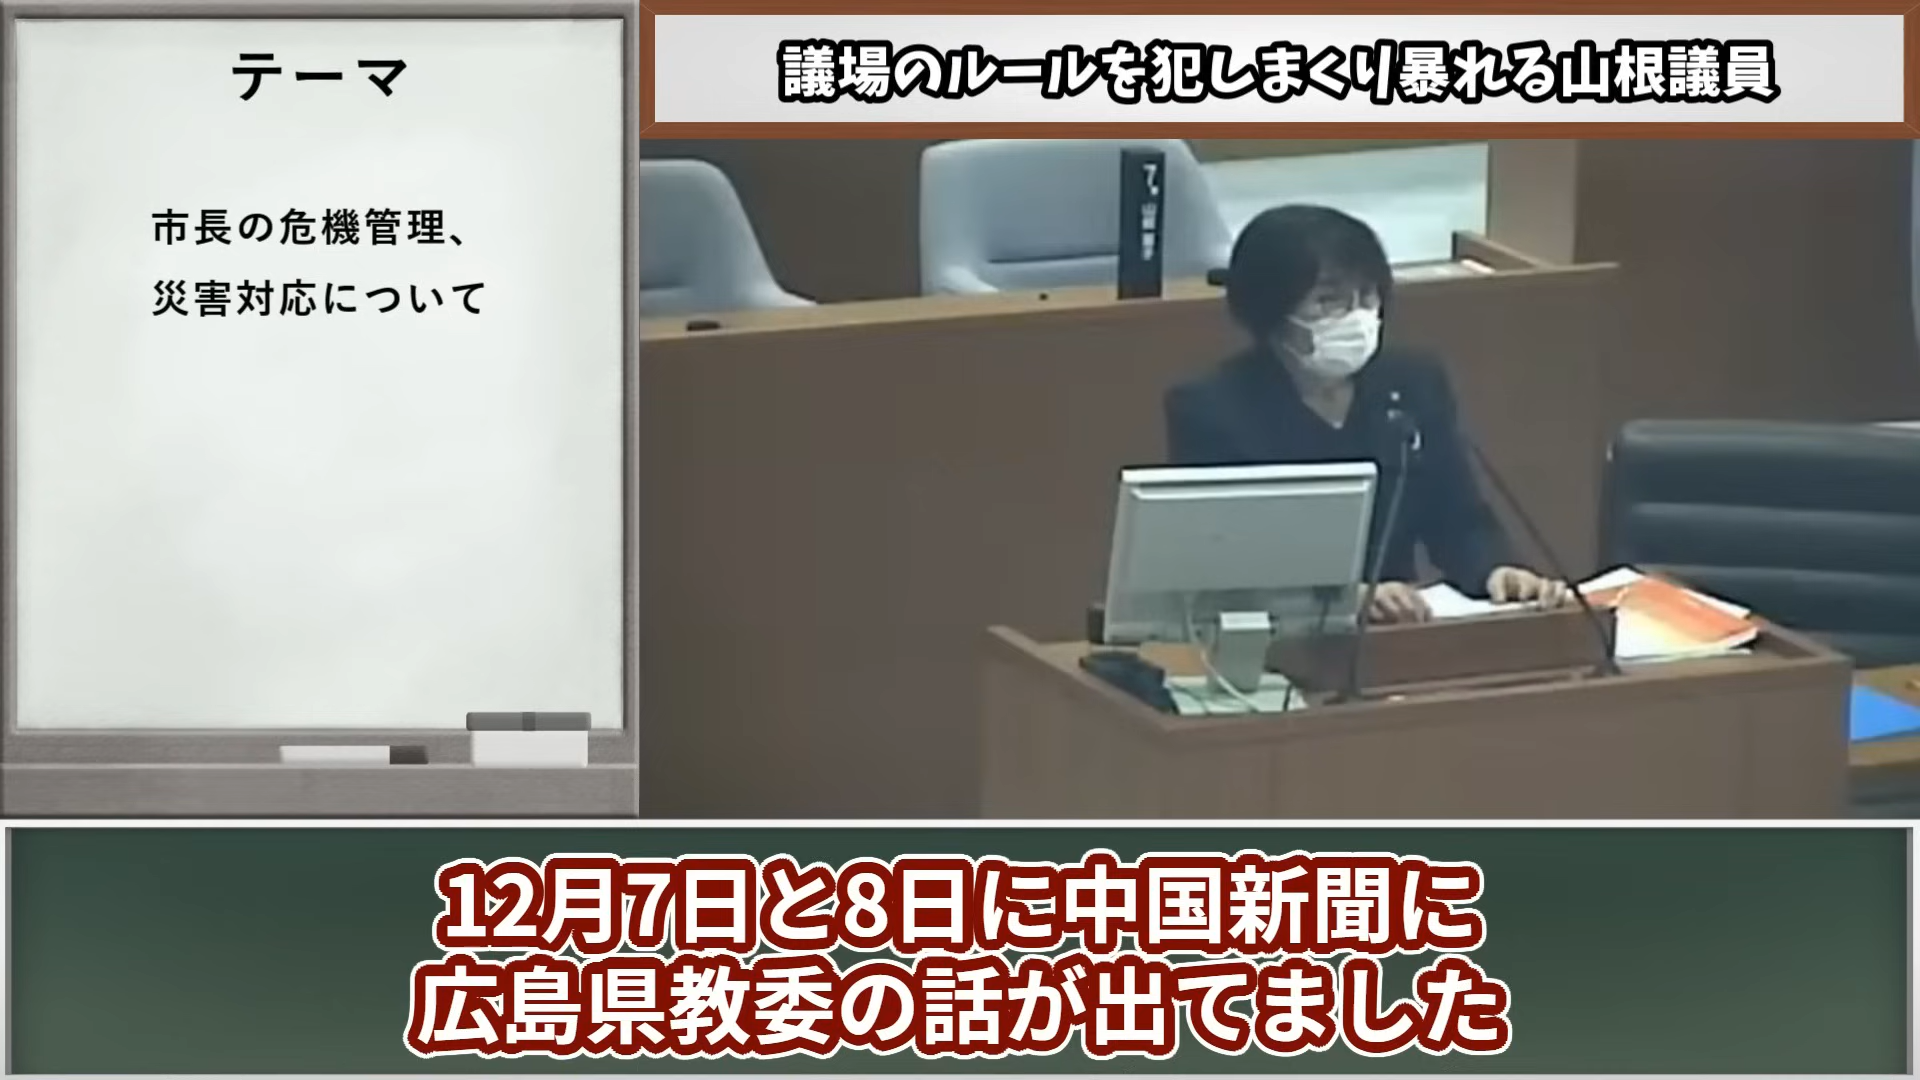 テーマ
市長の危機管理、
災害対応について
議場のルールを犯しまくり暴れる山根議員
12月7日と8日に中国新聞に
広島県教委の話が出てました